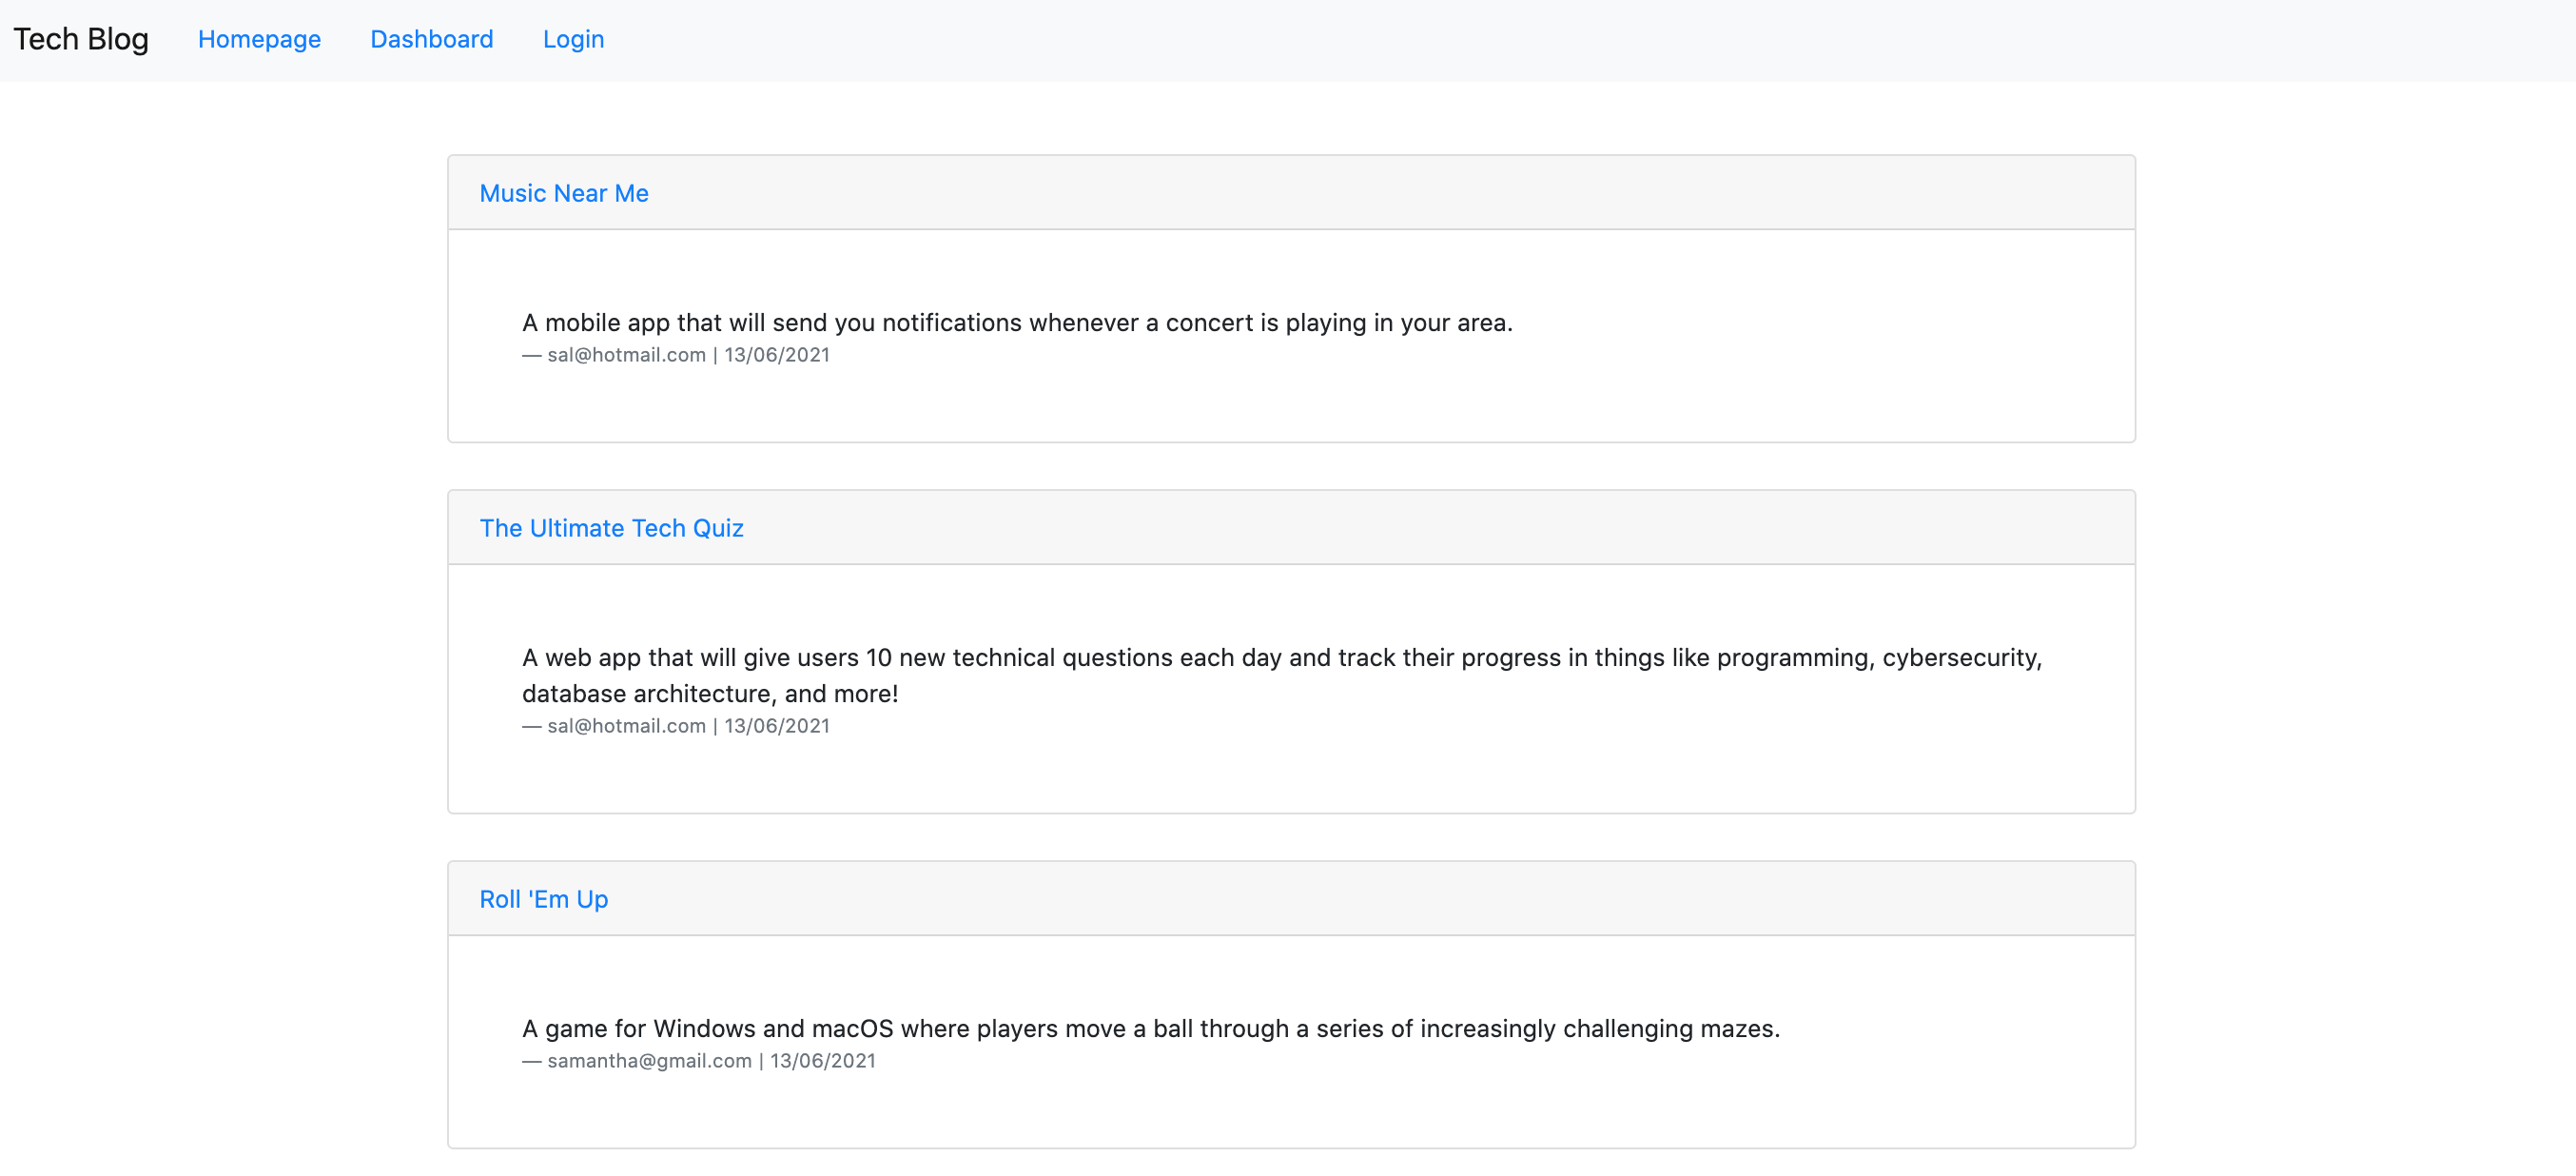 Tech Blog Homepage Dashboard Login
Music Near Me
A mobile app that will send you notifications whenever a concert is playing in your area.
— sal@hotmail.com | 13/06/2021
The Ultimate Tech Quiz
A web app that will give users 10 new technical questions each day and track their progress in things like programming, cybersecurity,
database architecture, and more!
— sal@hotmail.com | 13/06/2021
Roll 'Em Up
A game for Windows and macOS where players move a ball through a series of increasingly challenging mazes.
— samantha@gmail.com | 13/06/2021